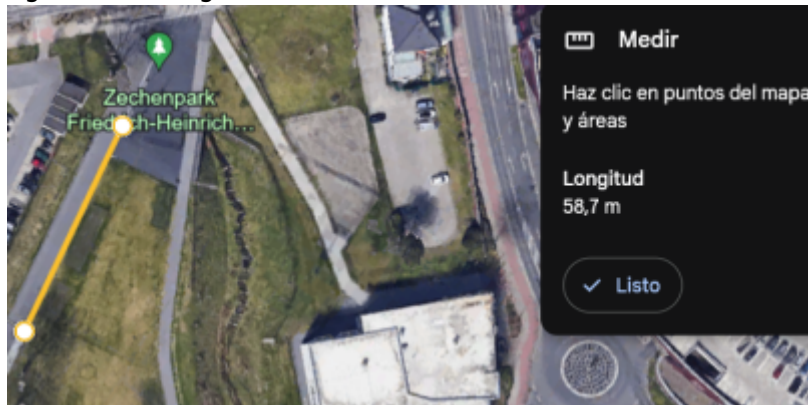 Zechenpark
Friedrich-Heinrich...
Medir
Haz clic en puntos del mapa
y áreas
Longitud
58,7 m
Listo